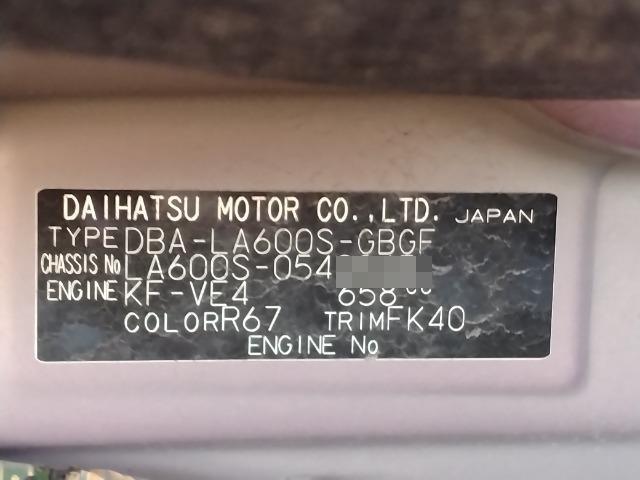 DAIHATSU MOTOR CO.,LTD. JAPAN
TYPE DBA-LA600S-GBGF
CHASSIS No LA600S-054
ENGINE KF-VE4 658 cc
COLOR R67 TRIM FK40
ENGINE No